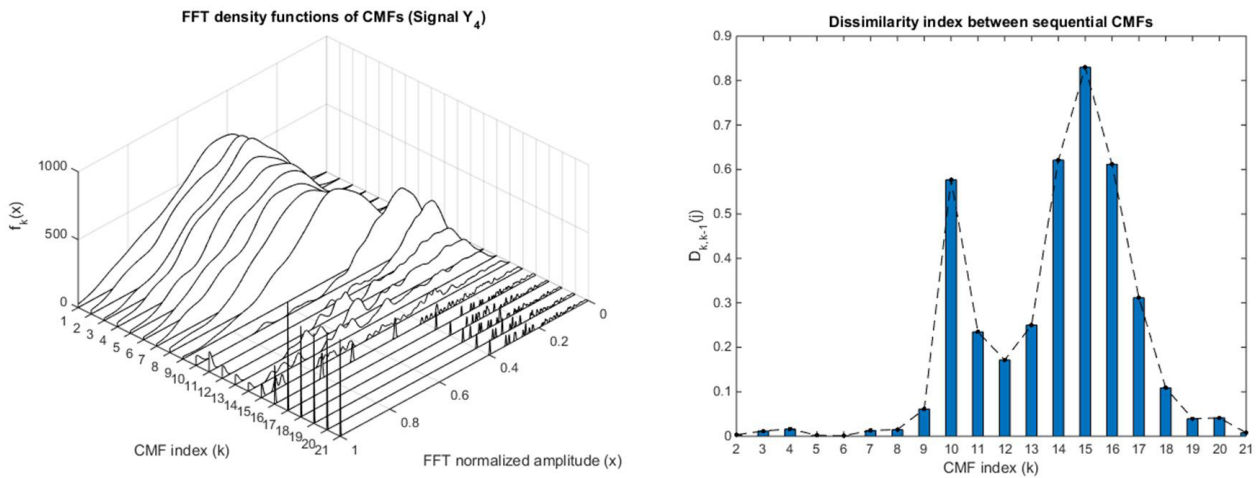 FFT density functions of CMFs (Signal Y4)
1000
500
0
fk(x)
1 2 3 4 5 6 7 8 9 10 11 12 13 14 15 16 17 18 19 20 21
CMF index (k)
0
0.2
0.4
0.6
0.8
1
FFT normalized amplitude (x)
Dissimilarity index between sequential CMFs
0.9
0.8
0.7
0.6
0.5
0.4
0.3
0.2
0.1
0
Dk,k-1(j)
2 3 4 5 6 7 8 9 10 11 12 13 14 15 16 17 18 19 20 21
CMF index (k)